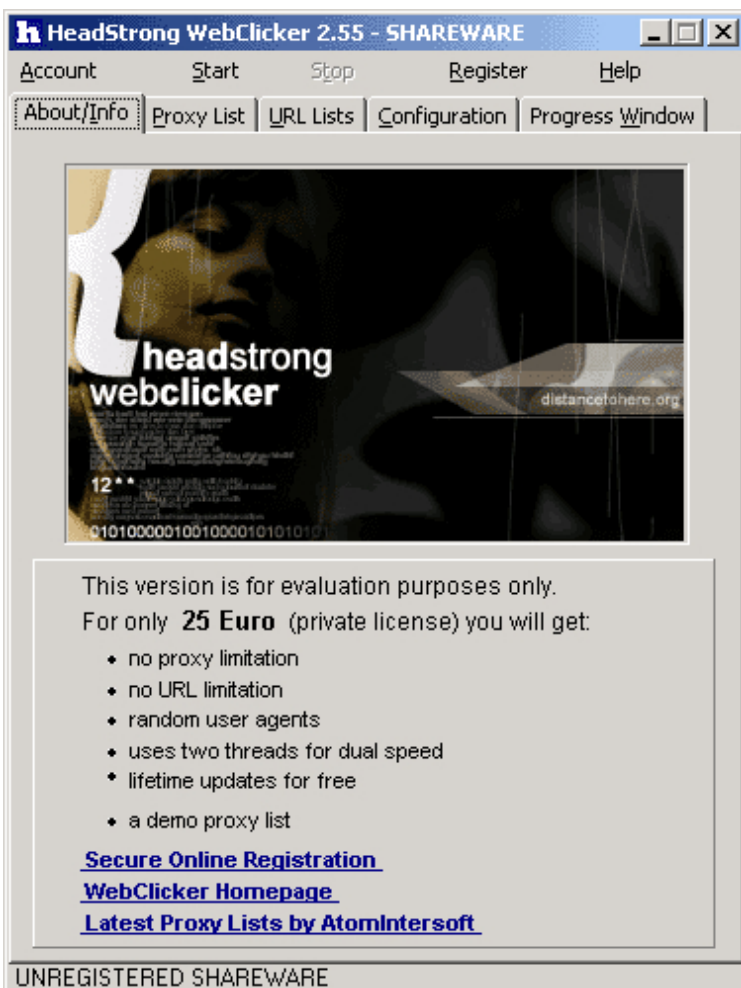 HeadStrong WebClicker 2.55 - SHAREWARE
Account Start Stop Register Help
About/Info Proxy List URL Lists Configuration Progress Window
headstrong
webclicker
distancetohere.org
12**
This version is for evaluation purposes only.
For only 25 Euro (private license) you will get:
• no proxy limitation
• no URL limitation
• random user agents
• uses two threads for dual speed
• lifetime updates for free
• a demo proxy list
Secure Online Registration
WebClicker Homepage
Latest Proxy Lists by AtomIntersoft
UNREGISTERED SHAREWARE